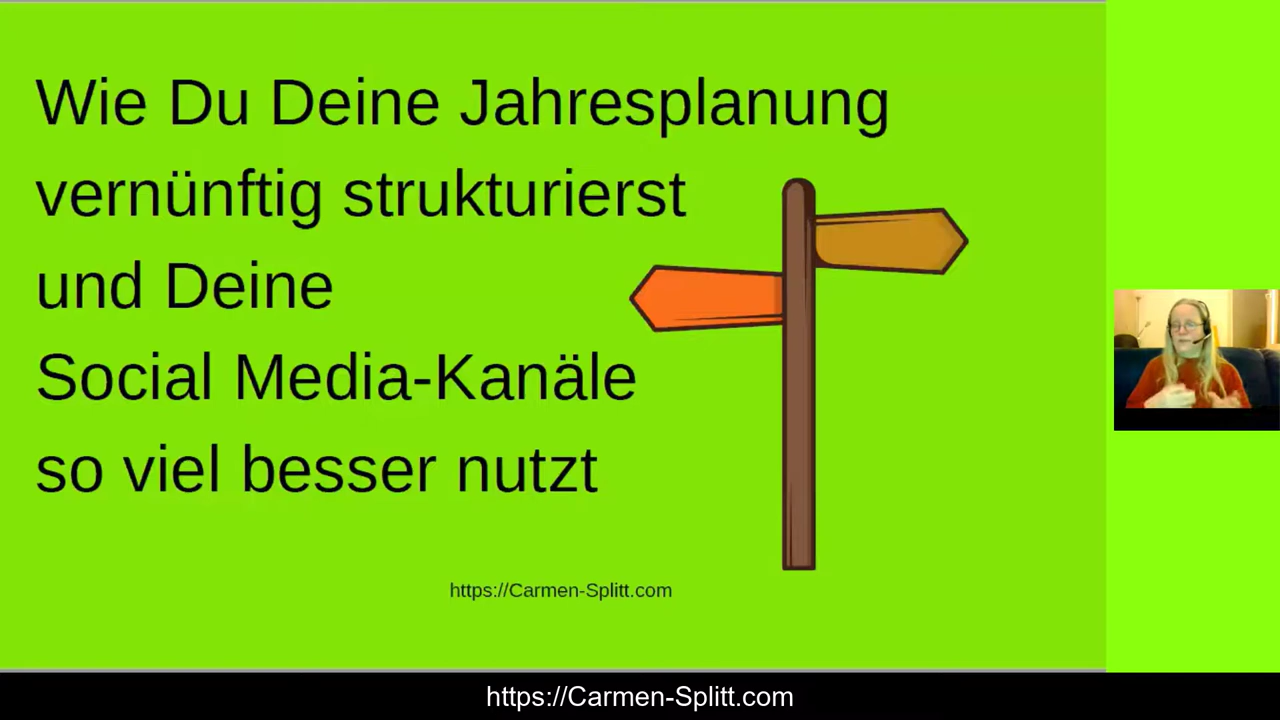 Wie Du Deine Jahresplanung
vernünftig strukturierst
und Deine
Social Media-Kanäle
so viel besser nutzt
https://Carmen-Splitt.com
https://Carmen-Splitt.com